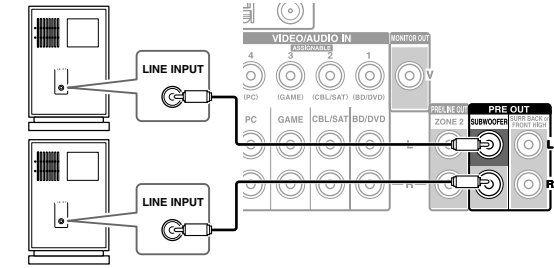 VIDEO/AUDIO IN
ASSIGNABLE
MONITOR OUT
4 3 2 1
(PC) (GAME) (CBL/SAT) (BD/DVD)
V
LINE INPUT
PRE/LINE OUT
PRE OUT
PC GAME CBL/SAT BD/DVD
ZONE 2
SUBWOOFER
SURR BACK or
FRONT HIGH
L
LINE INPUT
R